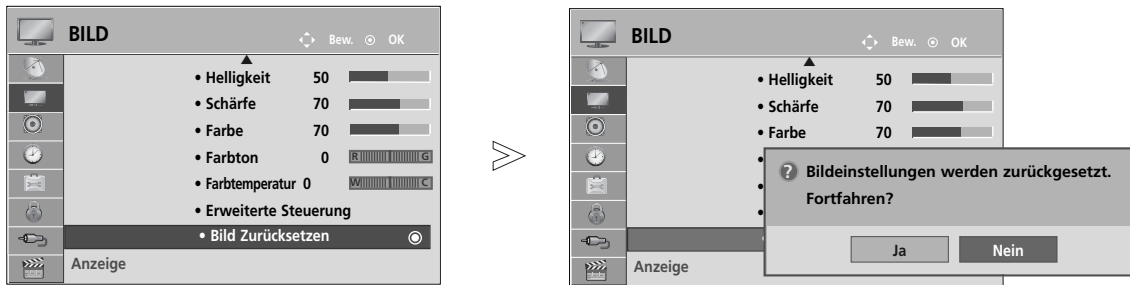 BILD
Bew. OK
• Helligkeit 50
• Schärfe 70
• Farbe 70
• Farbton 0 R G
• Farbtemperatur 0 W C
• Erweiterte Steuerung
• Bild Zurücksetzen
Anzeige
BILD
Bew. OK
• Helligkeit 50
• Schärfe 70
• Farbe 70
? Bildeinstellungen werden zurückgesetzt.
Fortfahren?
Ja Nein
Anzeige